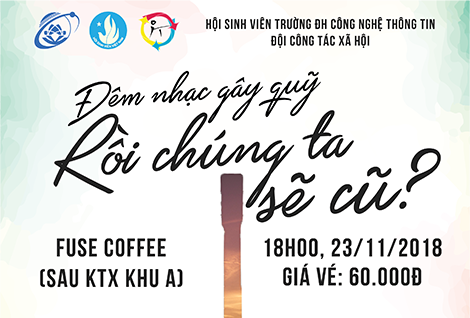 HỘI SINH VIÊN TRƯỜNG ĐH CÔNG NGHỆ THÔNG TIN
ĐỘI CÔNG TÁC XÃ HỘI
Đêm nhạc gây quỹ
Rồi chúng ta
sẽ cũ?
FUSE COFFEE
(SAU KTX KHU A)
18H00, 23/11/2018
GIÁ VÉ: 60.000Đ